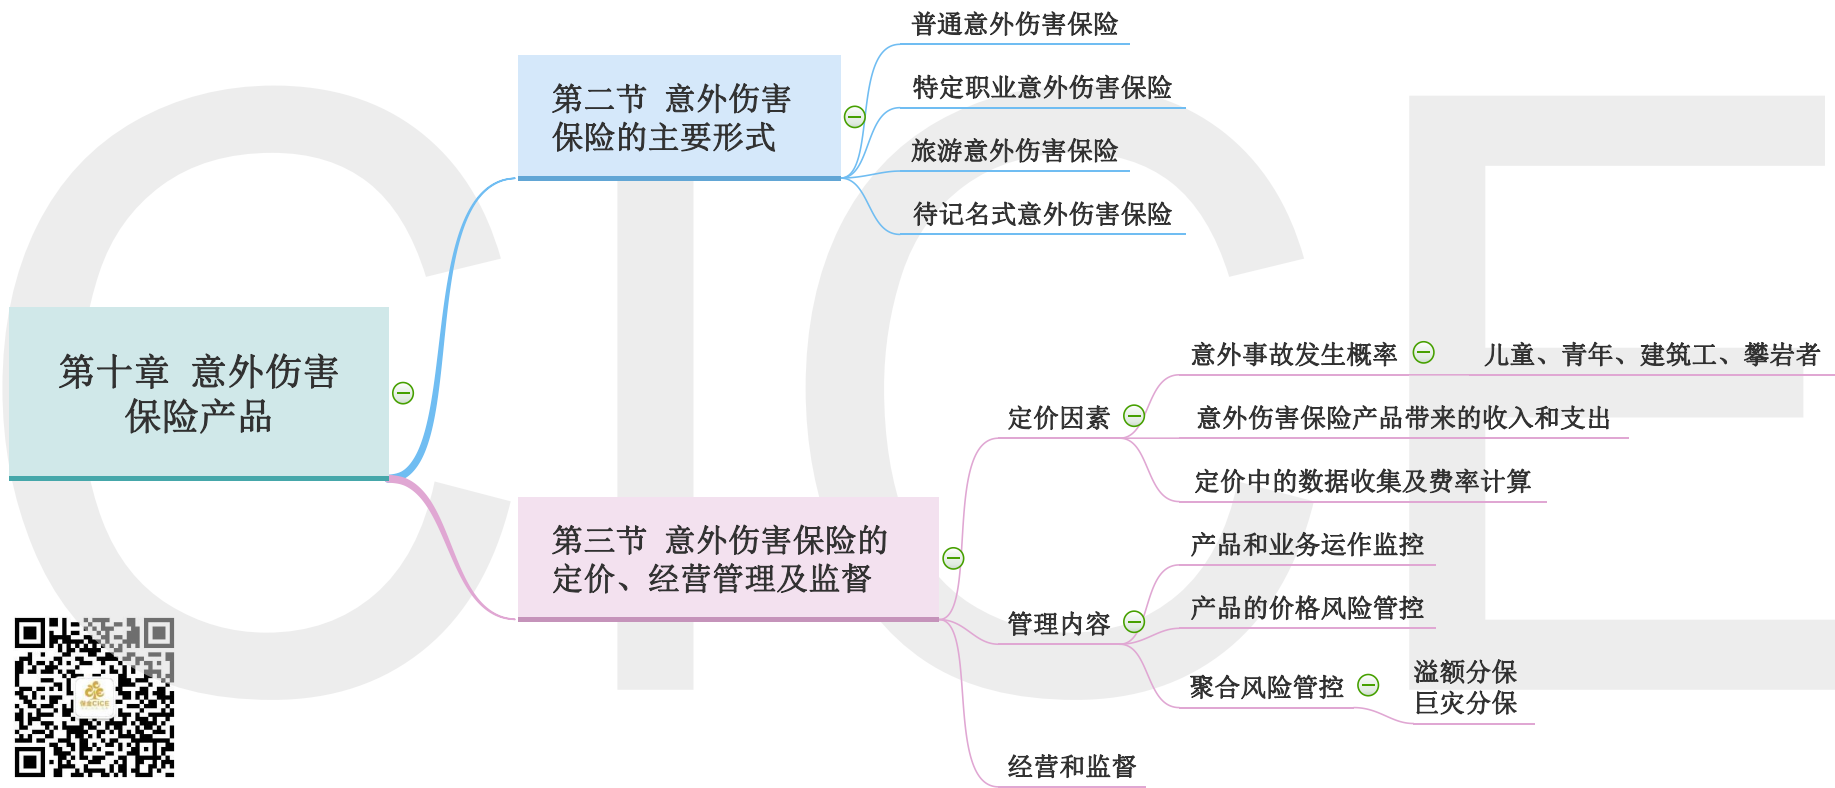 第十章 意外伤害
保险产品
第二节 意外伤害
保险的主要形式
普通意外伤害保险
特定职业意外伤害保险
旅游意外伤害保险
待记名式意外伤害保险
第三节 意外伤害保险的
定价、经营管理及监督
定价因素
意外事故发生概率
儿童、青年、建筑工、攀岩者
意外伤害保险产品带来的收入和支出
定价中的数据收集及费率计算
管理内容
产品和业务运作监控
产品的价格风险管控
聚合风险管控
溢额分保
巨灾分保
经营和监督
CICE
保金CICE